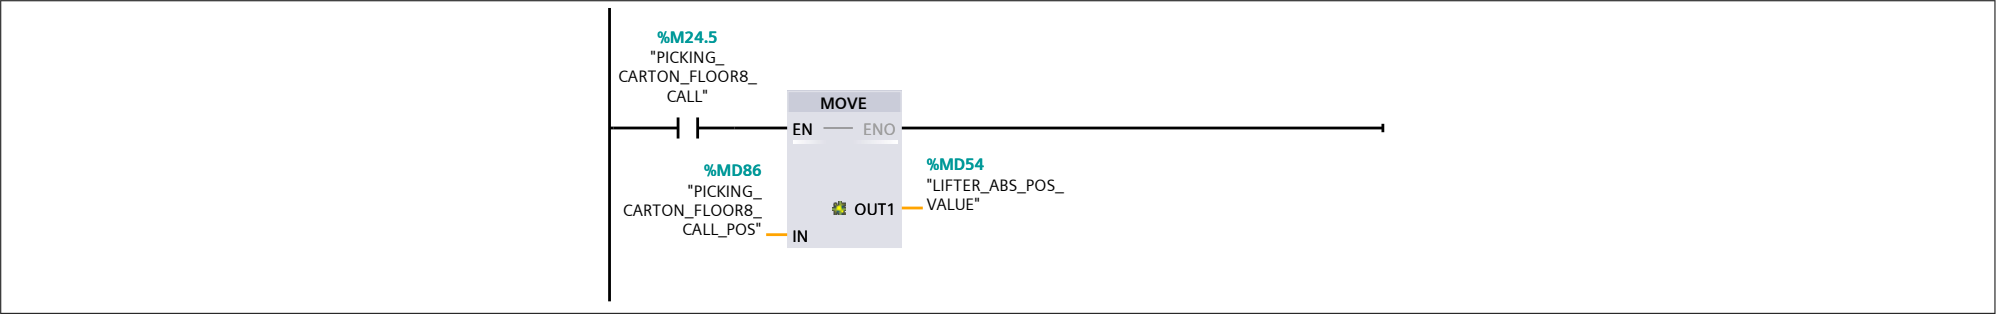 %M24.5
"PICKING_
CARTON_FLOOR8_
CALL"
MOVE
EN
ENO
%MD86
"PICKING_
CARTON_FLOOR8_
CALL_POS"
IN
%MD54
"LIFTER_ABS_POS_
VALUE"
OUT1